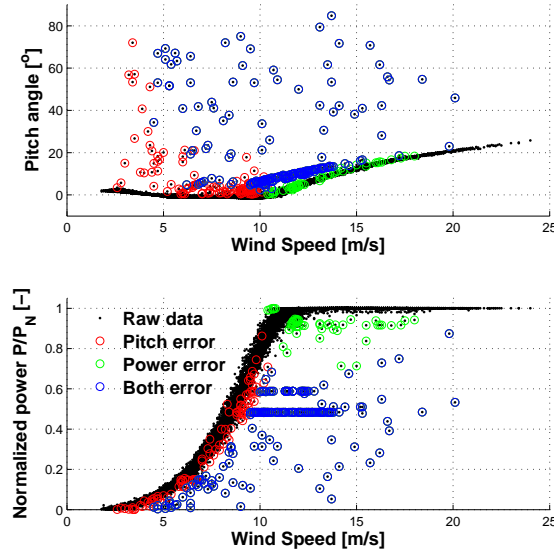 80
60
40
20
0
Pitch angle [°]
0
5
10
15
20
25
Wind Speed [m/s]
1
0.8
0.6
0.4
0.2
0
Normalized power P/P_N [−]
Raw data
Pitch error
Power error
Both error
0
5
10
15
20
25
Wind Speed [m/s]